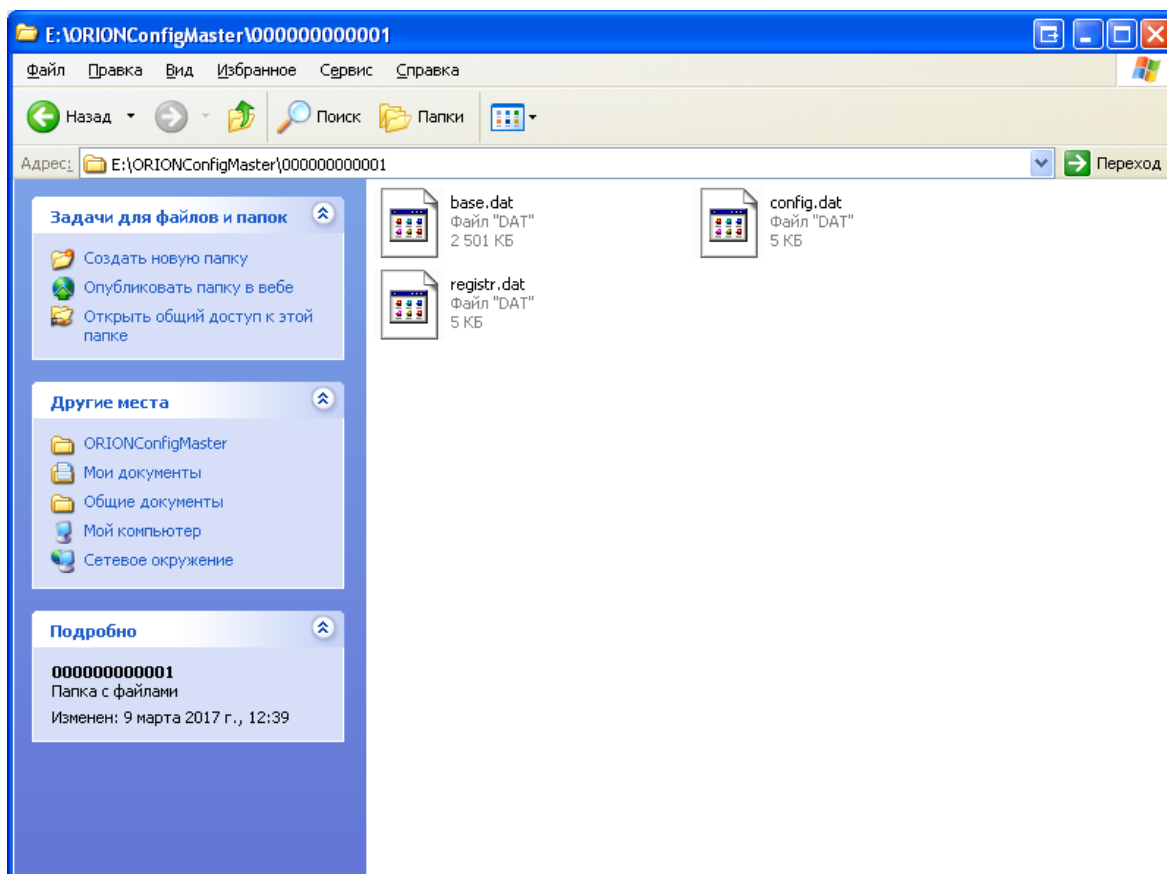 E:\ORIONConfigMaster\000000000001
Файл Правка Вид Избранное Сервис Справка
Назад Поиск Папки
Адрес: E:\ORIONConfigMaster\000000000001 Переход
Задачи для файлов и папок
Создать новую папку
Опубликовать папку в вебе
Открыть общий доступ к этой
папке
Другие места
ORIONConfigMaster
Мои документы
Общие документы
Мой компьютер
Сетевое окружение
Подробно
000000000001
Папка с файлами
Изменен: 9 марта 2017 г., 12:39
base.dat
Файл "DAT"
2 501 КБ
config.dat
Файл "DAT"
5 КБ
registr.dat
Файл "DAT"
5 КБ